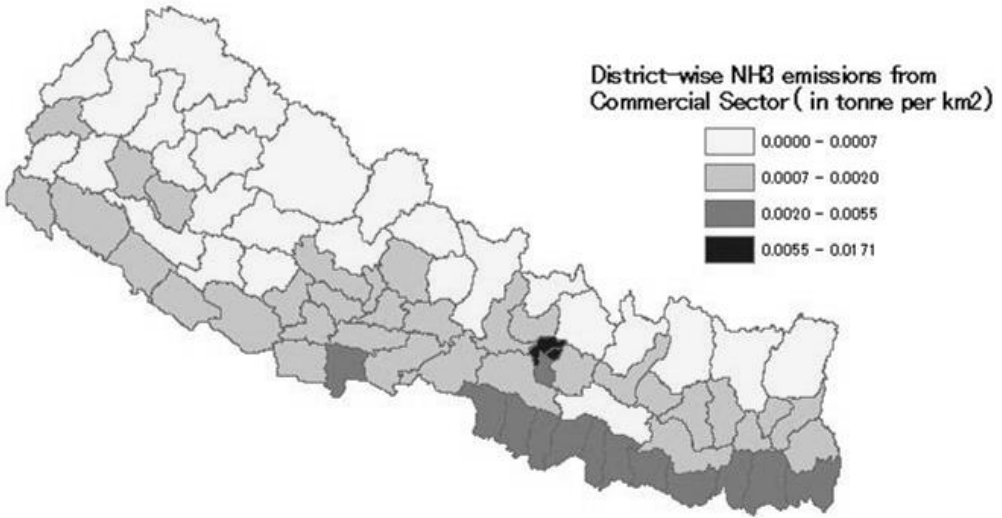 District-wise NH3 emissions from
Commercial Sector( in tonne per km2)
0.0000 - 0.0007
0.0007 - 0.0020
0.0020 - 0.0055
0.0055 - 0.0171